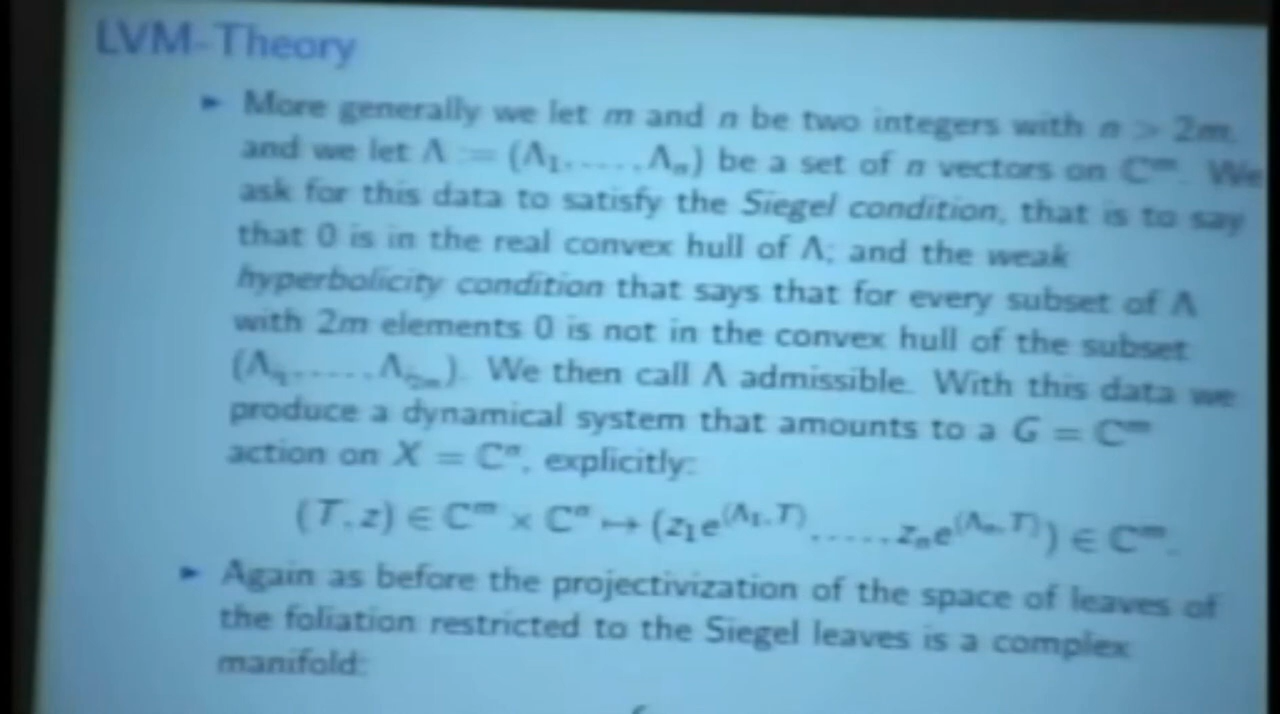 LVM-Theory
► More generally we let m and n be two integers with n > 2m,
and we let Λ := (Λ₁, . . . , Λₙ) be a set of n vectors on Cᵐ. We
ask for this data to satisfy the Siegel condition, that is to say
that 0 is in the real convex hull of Λ; and the weak
hyperbolicity condition that says that for every subset of Λ
with 2m elements 0 is not in the convex hull of the subset
(Λ_{i₁}, . . . , Λ_{i₂ₘ}). We then call Λ admissible. With this data we
produce a dynamical system that amounts to a G = Cᵐ
action on X = Cⁿ, explicitly:
(T, z) ∈ Cᵐ × Cⁿ ↦ (z₁e^{⟨Λ₁,T⟩}, . . . , zₙe^{⟨Λₙ,T⟩}) ∈ Cᵐ.
► Again as before the projectivization of the space of leaves of
the foliation restricted to the Siegel leaves is a complex
manifold: